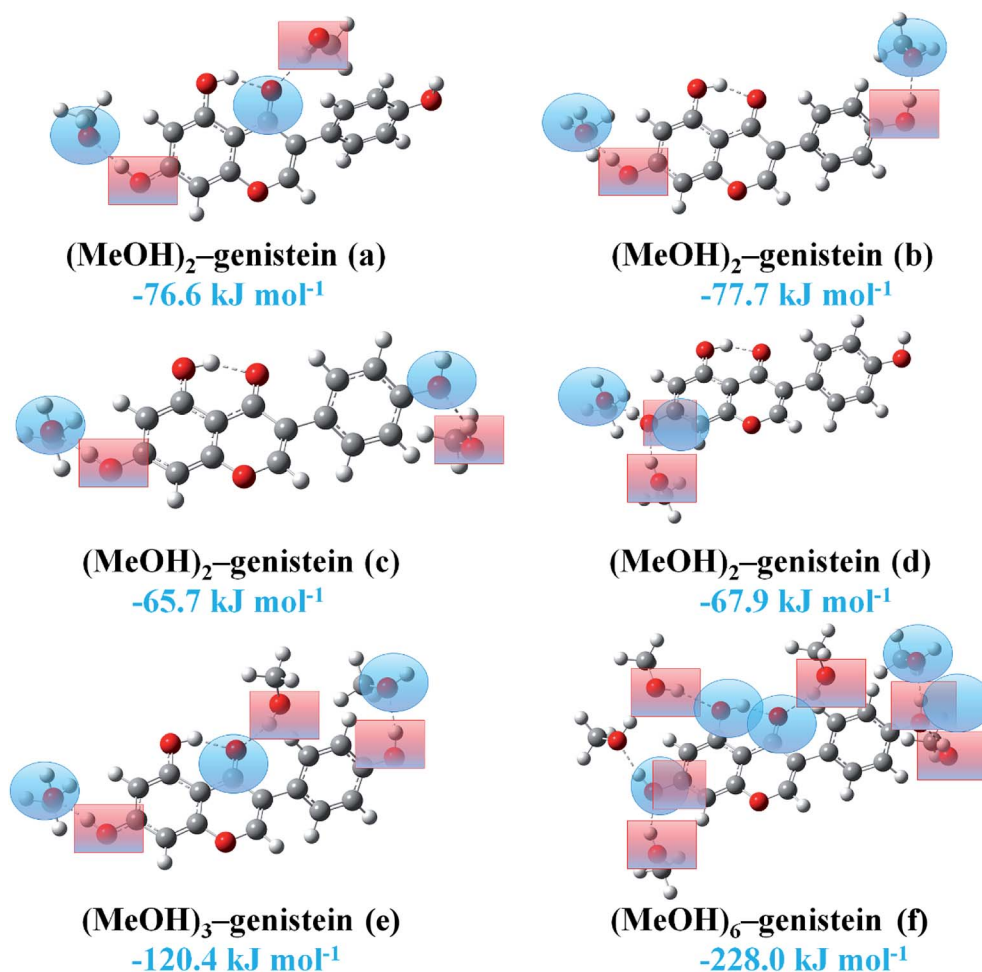 (MeOH)₂–genistein (a)
-76.6 kJ mol⁻¹
(MeOH)₂–genistein (b)
-77.7 kJ mol⁻¹
(MeOH)₂–genistein (c)
-65.7 kJ mol⁻¹
(MeOH)₂–genistein (d)
-67.9 kJ mol⁻¹
(MeOH)₃–genistein (e)
-120.4 kJ mol⁻¹
(MeOH)₆–genistein (f)
-228.0 kJ mol⁻¹